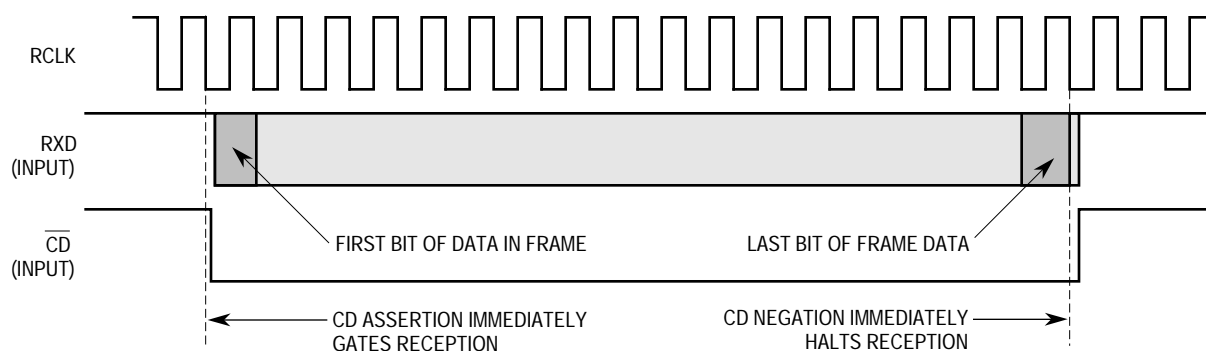 RCLK
RXD
(INPUT)
CD
(INPUT)
FIRST BIT OF DATA IN FRAME
LAST BIT OF FRAME DATA
CD ASSERTION IMMEDIATELY
GATES RECEPTION
CD NEGATION IMMEDIATELY
HALTS RECEPTION